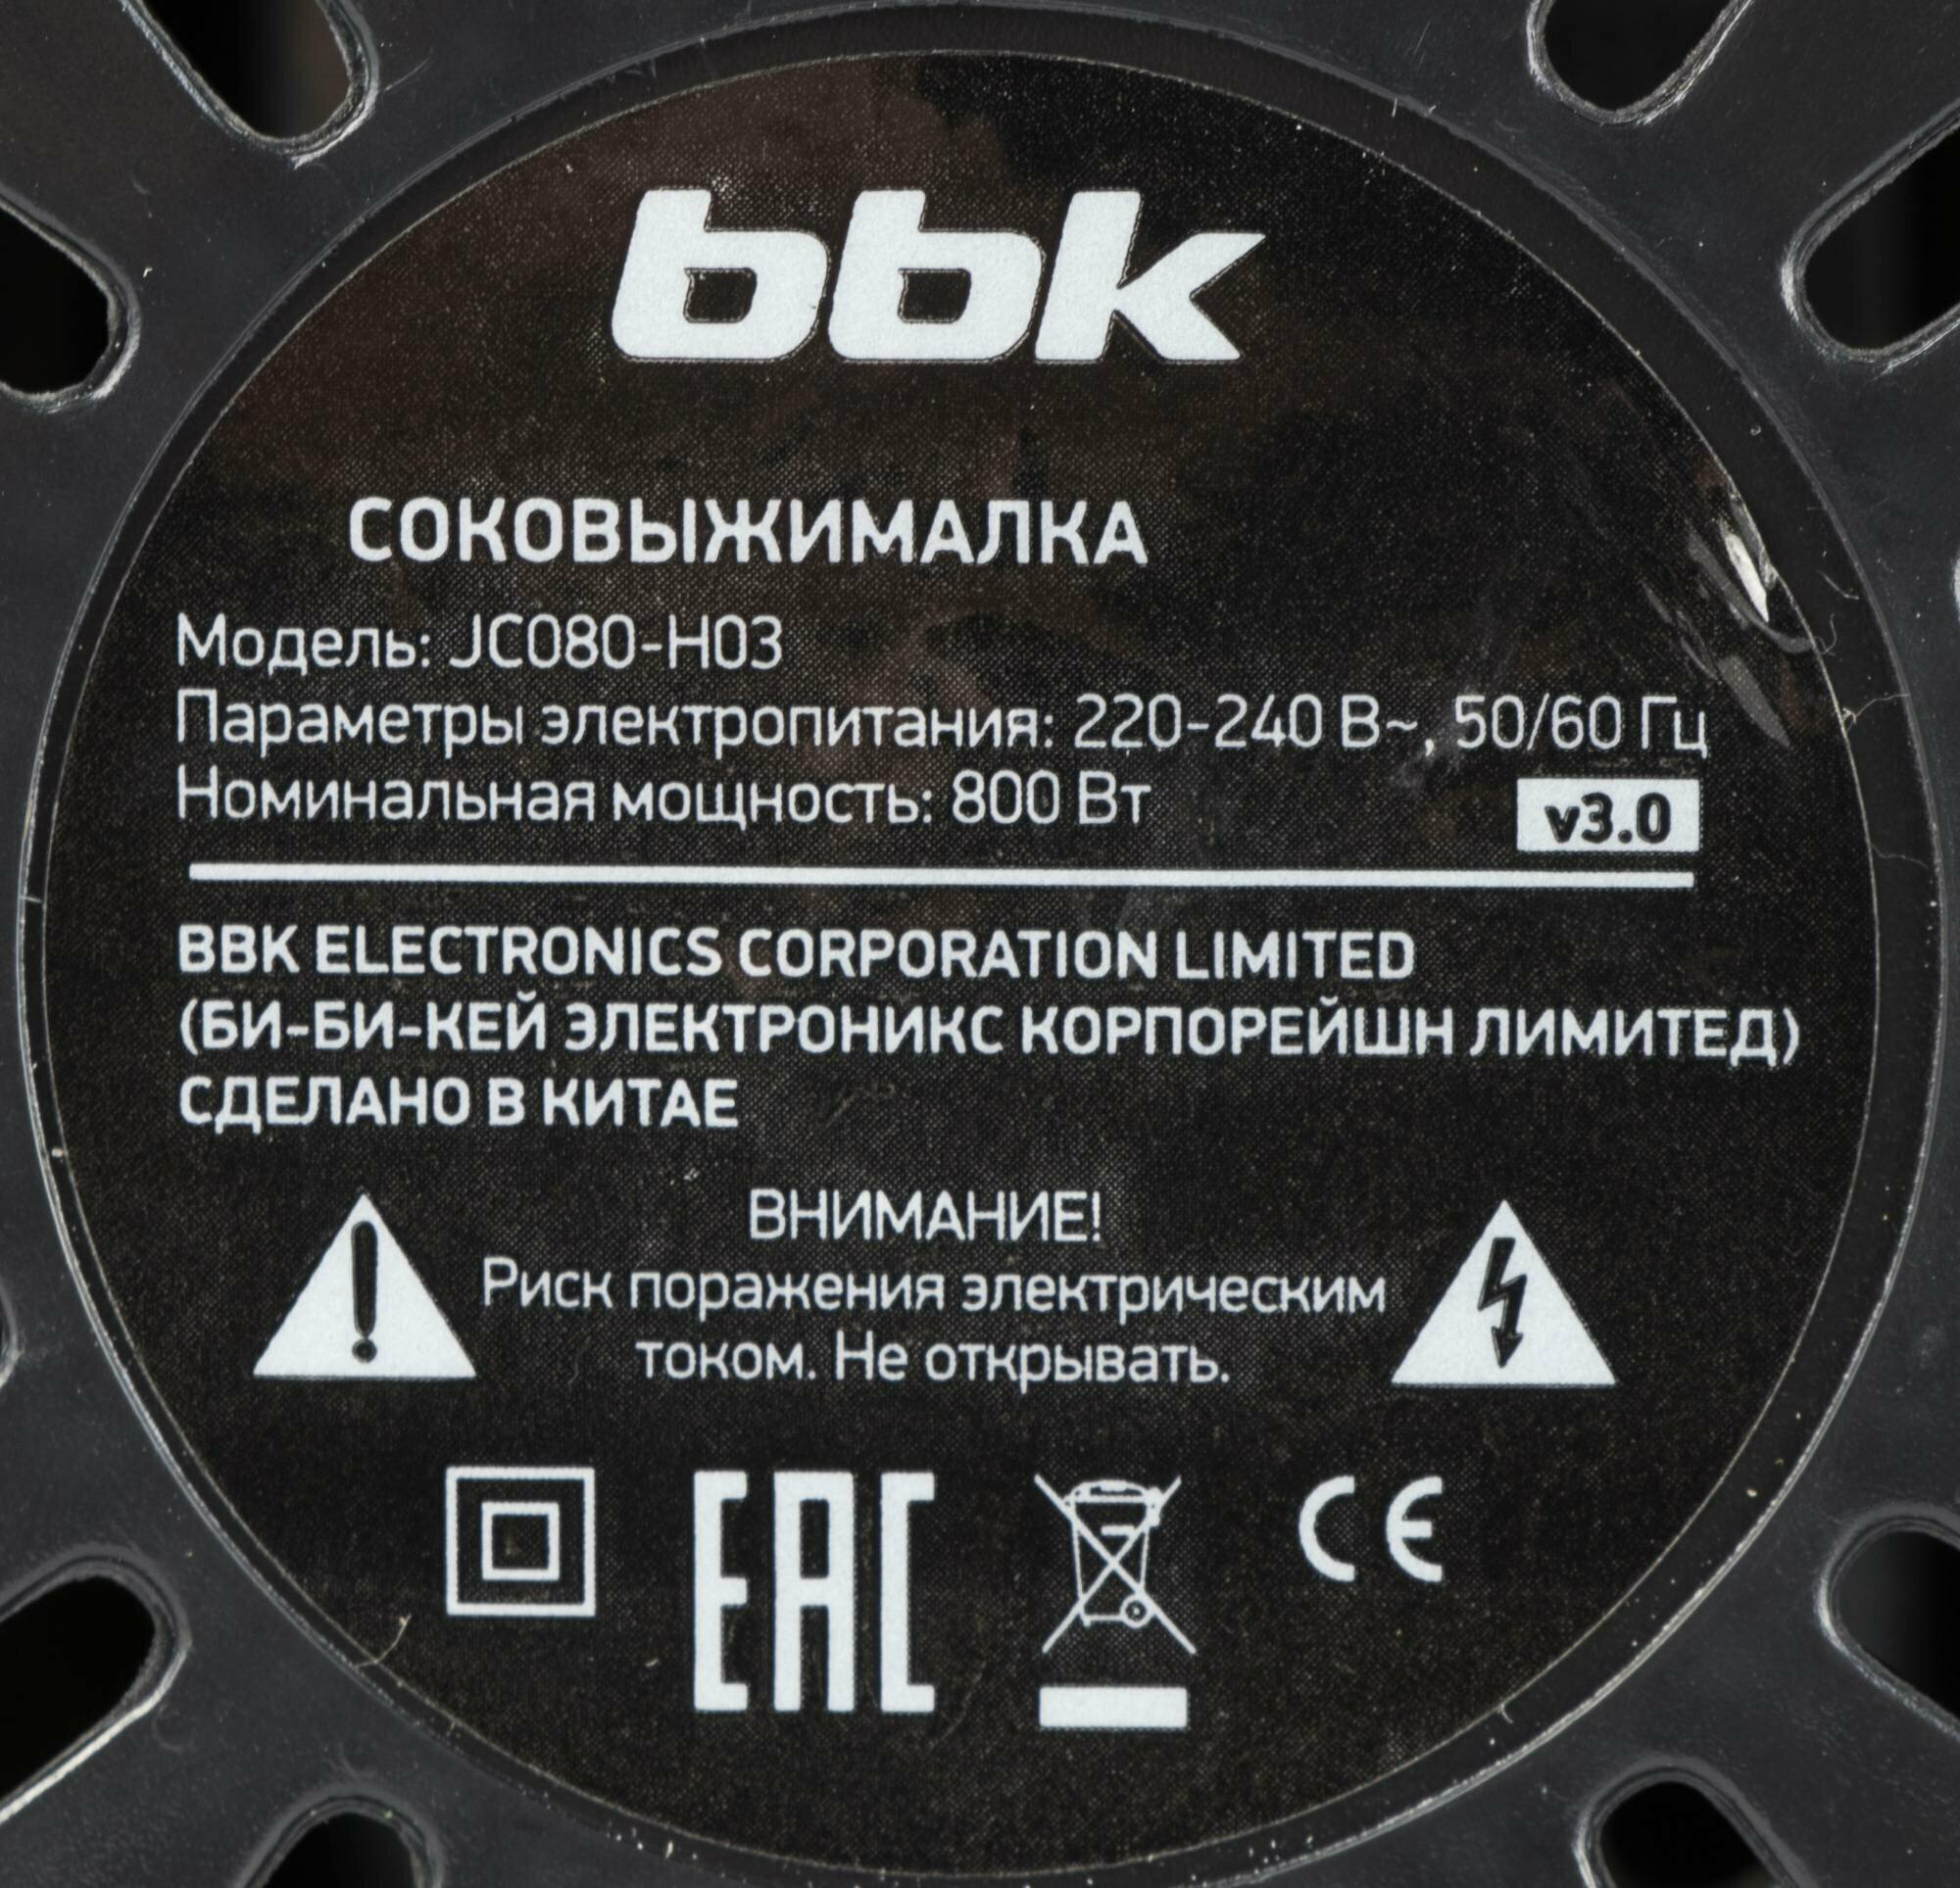 bbk
СОКОВЫЖИМАЛКА
Модель: JC080-H03
Параметры электропитания: 220-240 В~, 50/60 Гц
Номинальная мощность: 800 Вт
v3.0
BBK ELECTRONICS CORPORATION LIMITED
(БИ-БИ-КЕЙ ЭЛЕКТРОНИКС КОРПОРЕЙШН ЛИМИТЕД)
СДЕЛАНО В КИТАЕ
ВНИМАНИЕ!
Риск поражения электрическим
током. Не открывать.
EAC CE